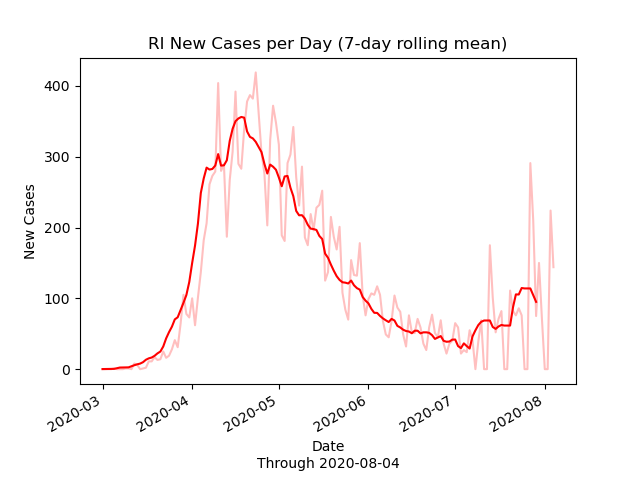 RI New Cases per Day (7-day rolling mean)
New Cases
400
300
200
100
0
2020-03
2020-04
2020-05
2020-06
2020-07
2020-08
Date
Through 2020-08-04